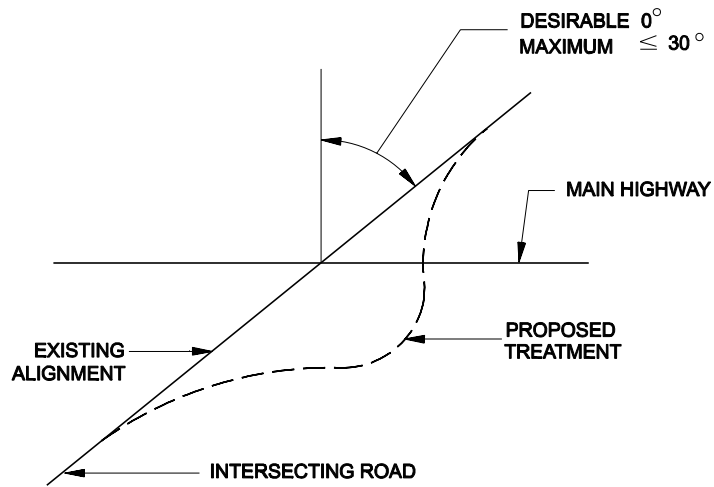 DESIRABLE 0°
MAXIMUM ≤ 30°
MAIN HIGHWAY
EXISTING
ALIGNMENT
PROPOSED
TREATMENT
INTERSECTING ROAD